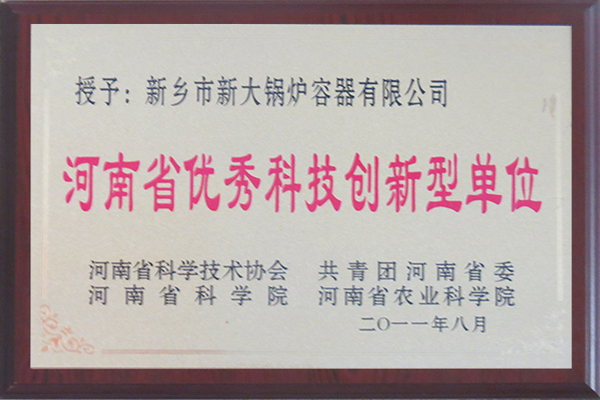 授予：新乡市新大锅炉容器有限公司
河南省优秀科技创新型单位
河南省科学技术协会 共青团河南省委
河南省科学院 河南省农业科学院
二〇一一年八月